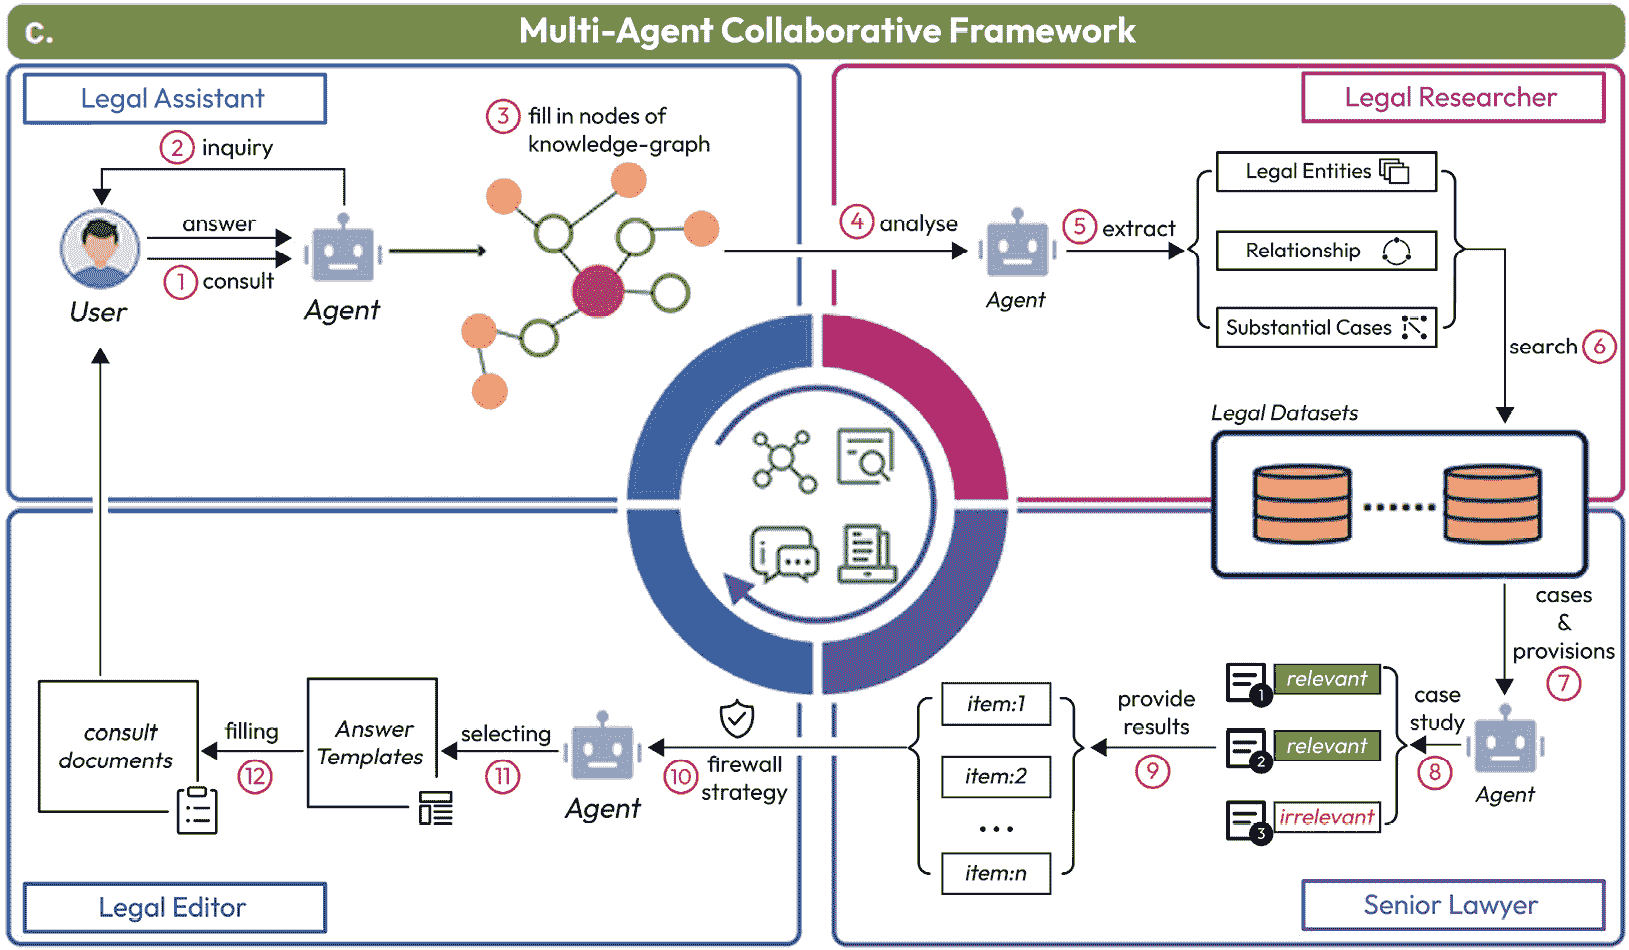 c.
Multi-Agent Collaborative Framework
Legal Assistant
2 inquiry
answer
1 consult
User
Agent
3 fill in nodes of
knowledge-graph
Legal Researcher
4 analyse
Agent
5 extract
Legal Entities
Relationship
Substantial Cases
search 6
Legal Datasets
cases
&
provisions
7
Senior Lawyer
Agent
case
study
8
1 relevant
2 relevant
3 irrelevant
provide
results
9
item:1
item:2
...
item:n
10 firewall
strategy
Legal Editor
Agent
selecting
11
Answer
Templates
filling
12
consult
documents